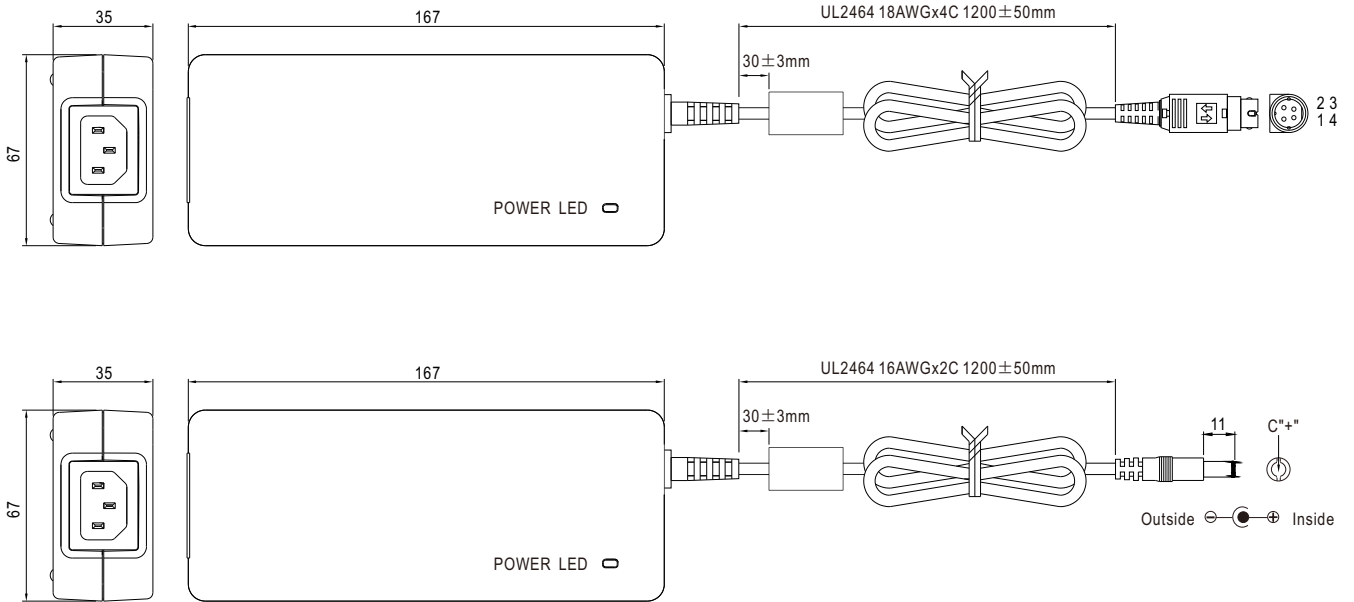 35
167
UL2464 18AWGx4C 1200±50mm
30±3mm
67
2 3
1 4
POWER LED
35
167
UL2464 16AWGx2C 1200±50mm
30±3mm
11
C"+"
67
Outside
Inside
POWER LED